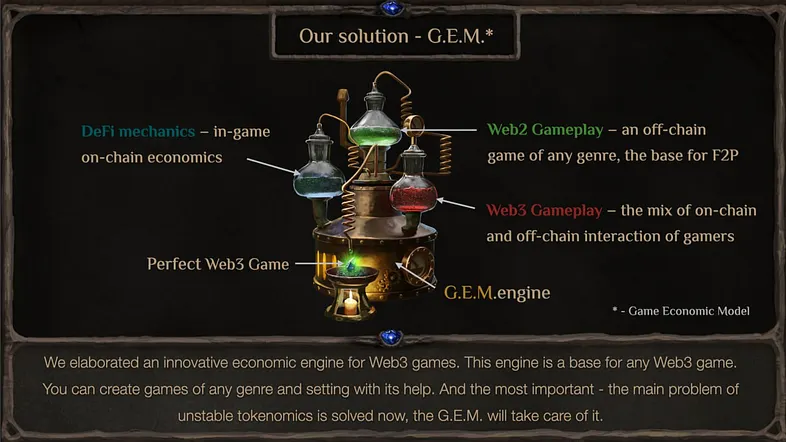 Our solution - G.E.M.*
DeFi mechanics – in-game
on-chain economics
Web2 Gameplay – an off-chain
game of any genre, the base for F2P
Web3 Gameplay – the mix of on-chain
and off-chain interaction of gamers
Perfect Web3 Game
G.E.M.engine
* - Game Economic Model
We elaborated an innovative economic engine for Web3 games. This engine is a base for any Web3 game.
You can create games of any genre and setting with its help. And the most important - the main problem of
unstable tokenomics is solved now, the G.E.M. will take care of it.